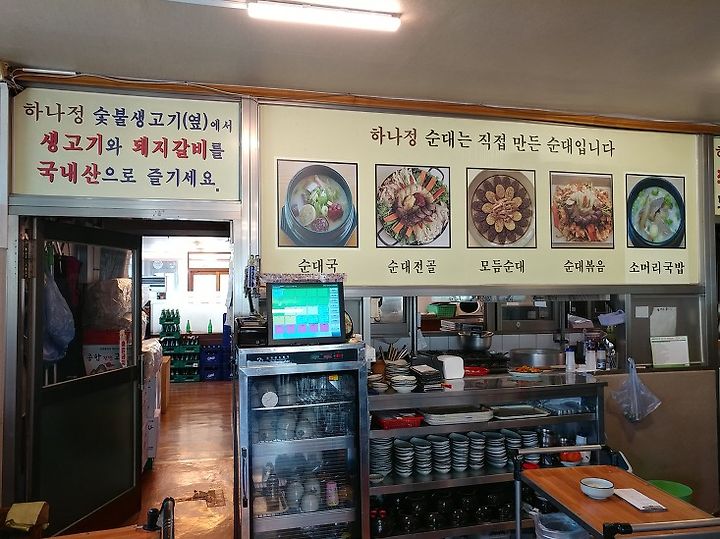 하나정 숯불생고기(옆)에서
생고기와 돼지갈비를
국내산으로 즐기세요.
하나정 순대는 직접 만든 순대입니다
순대국
순대전골
모듬순대
순대볶음
소머리국밥